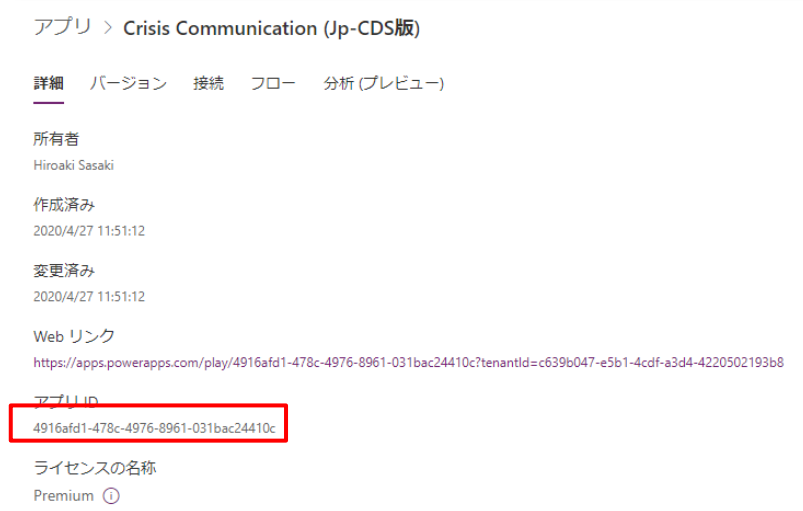 アプリ > Crisis Communication (Jp-CDS版)
詳細 バージョン 接続 フロー 分析 (プレビュー)
所有者
Hiroaki Sasaki
作成済み
2020/4/27 11:51:12
変更済み
2020/4/27 11:51:12
Web リンク
https://apps.powerapps.com/play/4916afd1-478c-4976-8961-031bac24410c?tenantId=c639b047-e5b1-4cdf-a3d4-4220502193b8
アプリ ID
4916afd1-478c-4976-8961-031bac24410c
ライセンスの名称
Premium